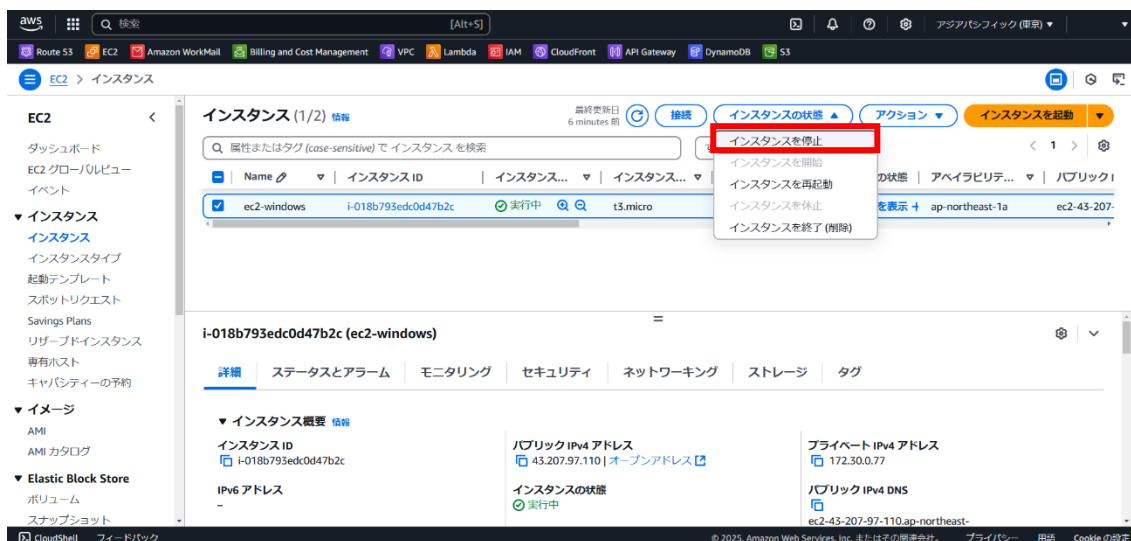 aws 検索 [Alt+S] アジアパシフィック (東京)
Route 53 EC2 Amazon WorkMail Billing and Cost Management VPC Lambda IAM CloudFront API Gateway DynamoDB S3
EC2 > インスタンス
EC2
ダッシュボード
EC2 グローバルビュー
イベント
インスタンス
インスタンス
インスタンスタイプ
起動テンプレート
スポットリクエスト
Savings Plans
リザーブドインスタンス
専有ホスト
キャパシティーの予約
イメージ
AMI
AMI カタログ
Elastic Block Store
ボリューム
スナップショット
インスタンス (1/2) 情報
最終更新日
6 minutes 前
接続 インスタンスの状態 アクション インスタンスを起動
属性またはタグ (case-sensitive) で インスタンス を検索
1
インスタンスを停止
インスタンスを開始
インスタンスを再起動
インスタンスを休止
インスタンスを終了 (削除)
Name インスタンス ID インスタンス... インスタンス... の状態 アベイラビリテ... パブリック I
ec2-windows i-018b793edc0d47b2c 実行中 t3.micro を表示 + ap-northeast-1a ec2-43-207-
i-018b793edc0d47b2c (ec2-windows)
詳細 ステータスとアラーム モニタリング セキュリティ ネットワーキング ストレージ タグ
インスタンス概要 情報
インスタンス ID
i-018b793edc0d47b2c
パブリック IPv4 アドレス
43.207.97.110 | オープンアドレス
プライベート IPv4 アドレス
172.30.0.77
IPv6 アドレス
–
インスタンスの状態
実行中
パブリック IPv4 DNS
ec2-43-207-97-110.ap-northeast-
CloudShell フィードバック © 2025, Amazon Web Services, Inc. またはその関連会社。 プライバシー 用語 Cookie の設定